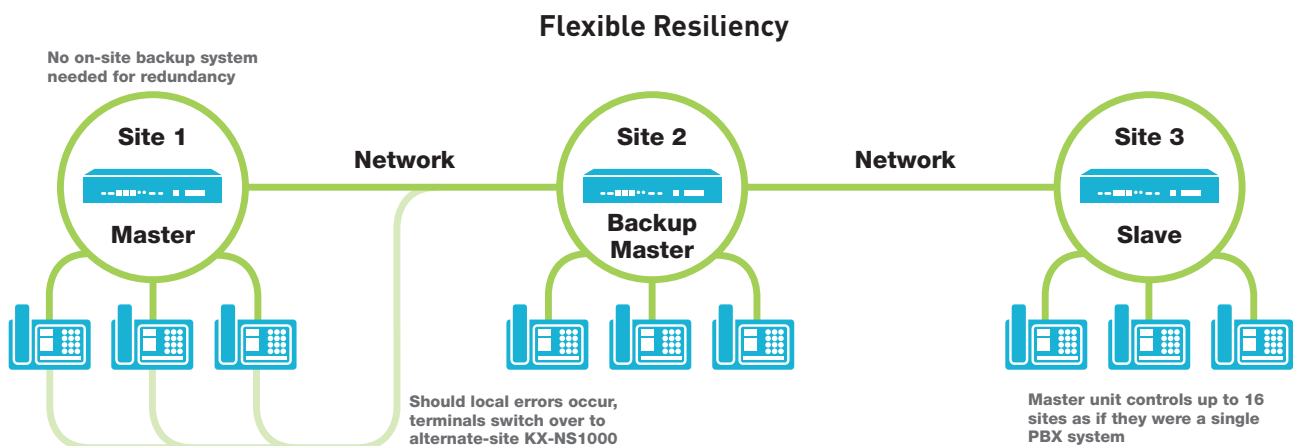 Flexible Resiliency
No on-site backup system
needed for redundancy
Site 1
Master
Network
Site 2
Backup
Master
Network
Site 3
Slave
Should local errors occur,
terminals switch over to
alternate-site KX-NS1000
Master unit controls up to 16
sites as if they were a single
PBX system